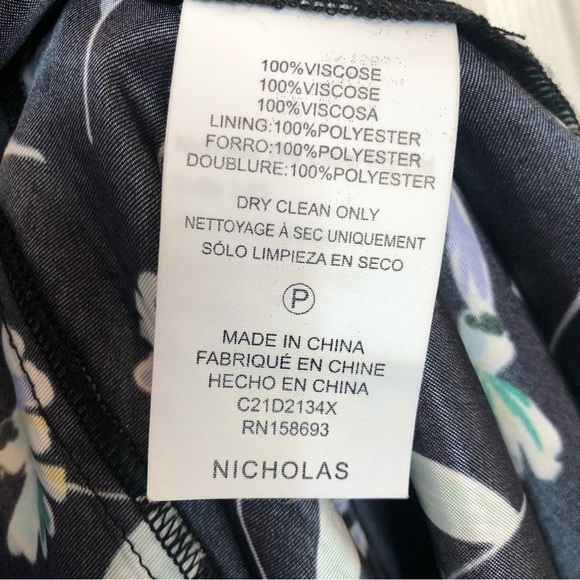 100%VISCOSE
100%VISCOSE
100%VISCOSA
LINING:100%POLYESTER
FORRO:100%POLYESTER
DOUBLURE:100%POLYESTER
DRY CLEAN ONLY
NETTOYAGE À SEC UNIQUEMENT
SÓLO LIMPIEZA EN SECO
P
MADE IN CHINA
FABRIQUÉ EN CHINE
HECHO EN CHINA
C21D2134X
RN158693
NICHOLAS